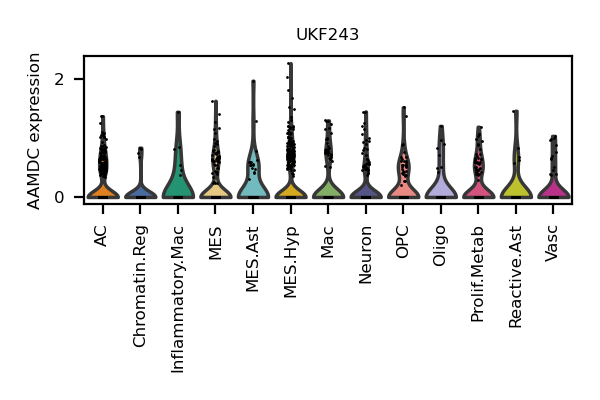 UKF243
AAMDC expression
2
0
AC
Chromatin.Reg
Inflammatory.Mac
MES
MES.Ast
MES.Hyp
Mac
Neuron
OPC
Oligo
Prolif.Metab
Reactive.Ast
Vasc